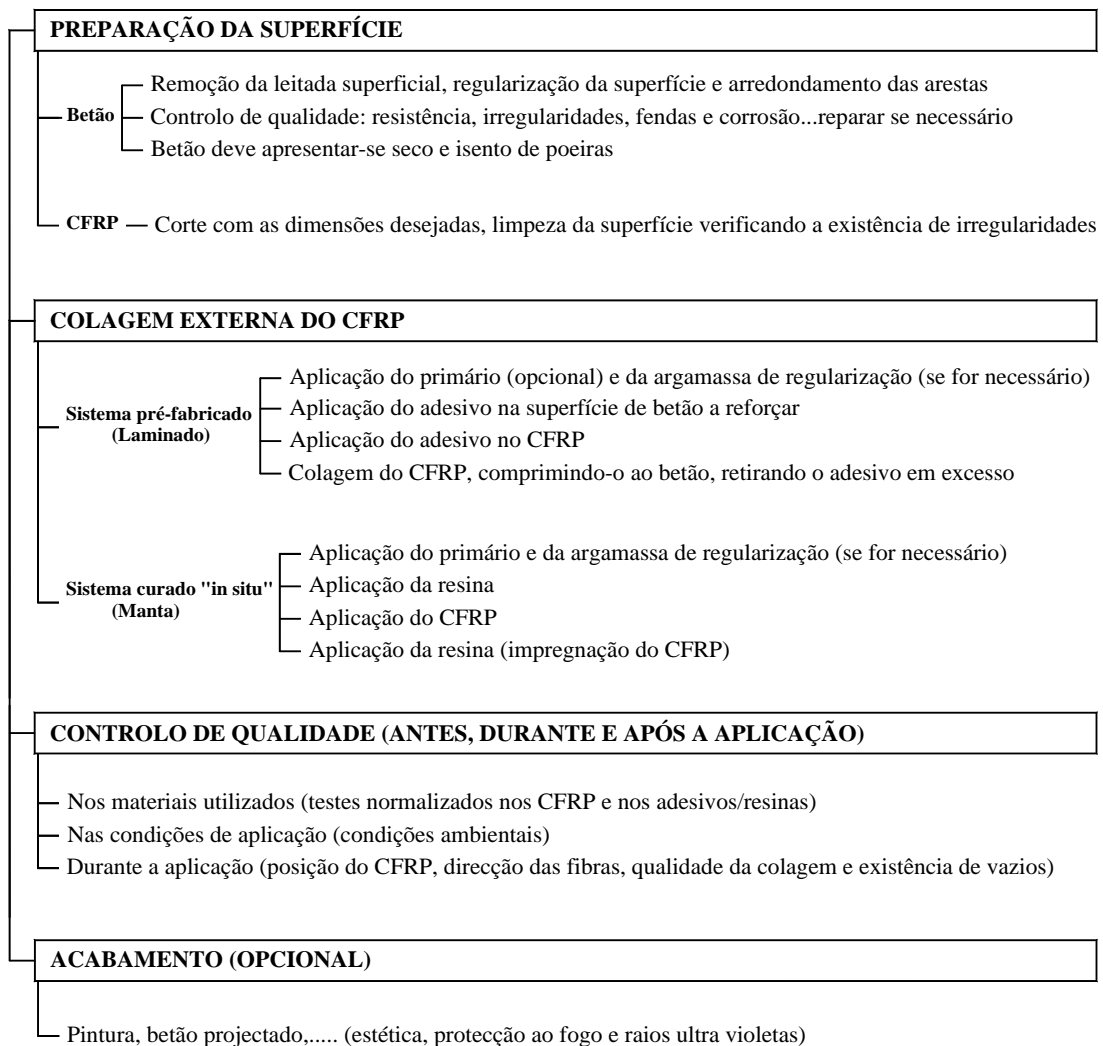 PREPARAÇÃO DA SUPERFÍCIE
Betão
Remoção da leitada superficial, regularização da superfície e arredondamento das arestas
Controlo de qualidade: resistência, irregularidades, fendas e corrosão...reparar se necessário
Betão deve apresentar-se seco e isento de poeiras
CFRP
Corte com as dimensões desejadas, limpeza da superfície verificando a existência de irregularidades
COLAGEM EXTERNA DO CFRP
Sistema pré-fabricado
(Laminado)
Aplicação do primário (opcional) e da argamassa de regularização (se for necessário)
Aplicação do adesivo na superfície de betão a reforçar
Aplicação do adesivo no CFRP
Colagem do CFRP, comprimindo-o ao betão, retirando o adesivo em excesso
Sistema curado "in situ"
(Manta)
Aplicação do primário e da argamassa de regularização (se for necessário)
Aplicação da resina
Aplicação do CFRP
Aplicação da resina (impregnação do CFRP)
CONTROLO DE QUALIDADE (ANTES, DURANTE E APÓS A APLICAÇÃO)
Nos materiais utilizados (testes normalizados nos CFRP e nos adesivos/resinas)
Nas condições de aplicação (condições ambientais)
Durante a aplicação (posição do CFRP, direcção das fibras, qualidade da colagem e existência de vazios)
ACABAMENTO (OPCIONAL)
Pintura, betão projectado,..... (estética, protecção ao fogo e raios ultra violetas)